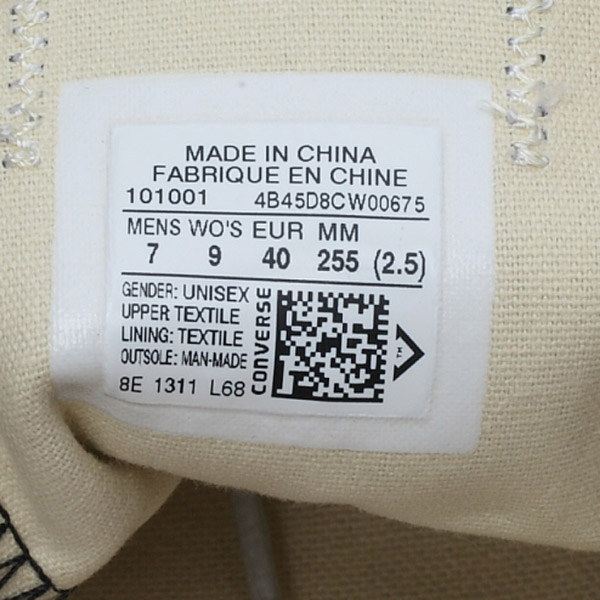 MADE IN CHINA
FABRIQUE EN CHINE
101001 4B45D8CW00675
MENS WO'S EUR MM
7 9 40 255 (2.5)
GENDER: UNISEX
UPPER TEXTILE
LINING: TEXTILE
OUTSOLE: MAN-MADE
8E 1311 L68
CONVERSE
TM